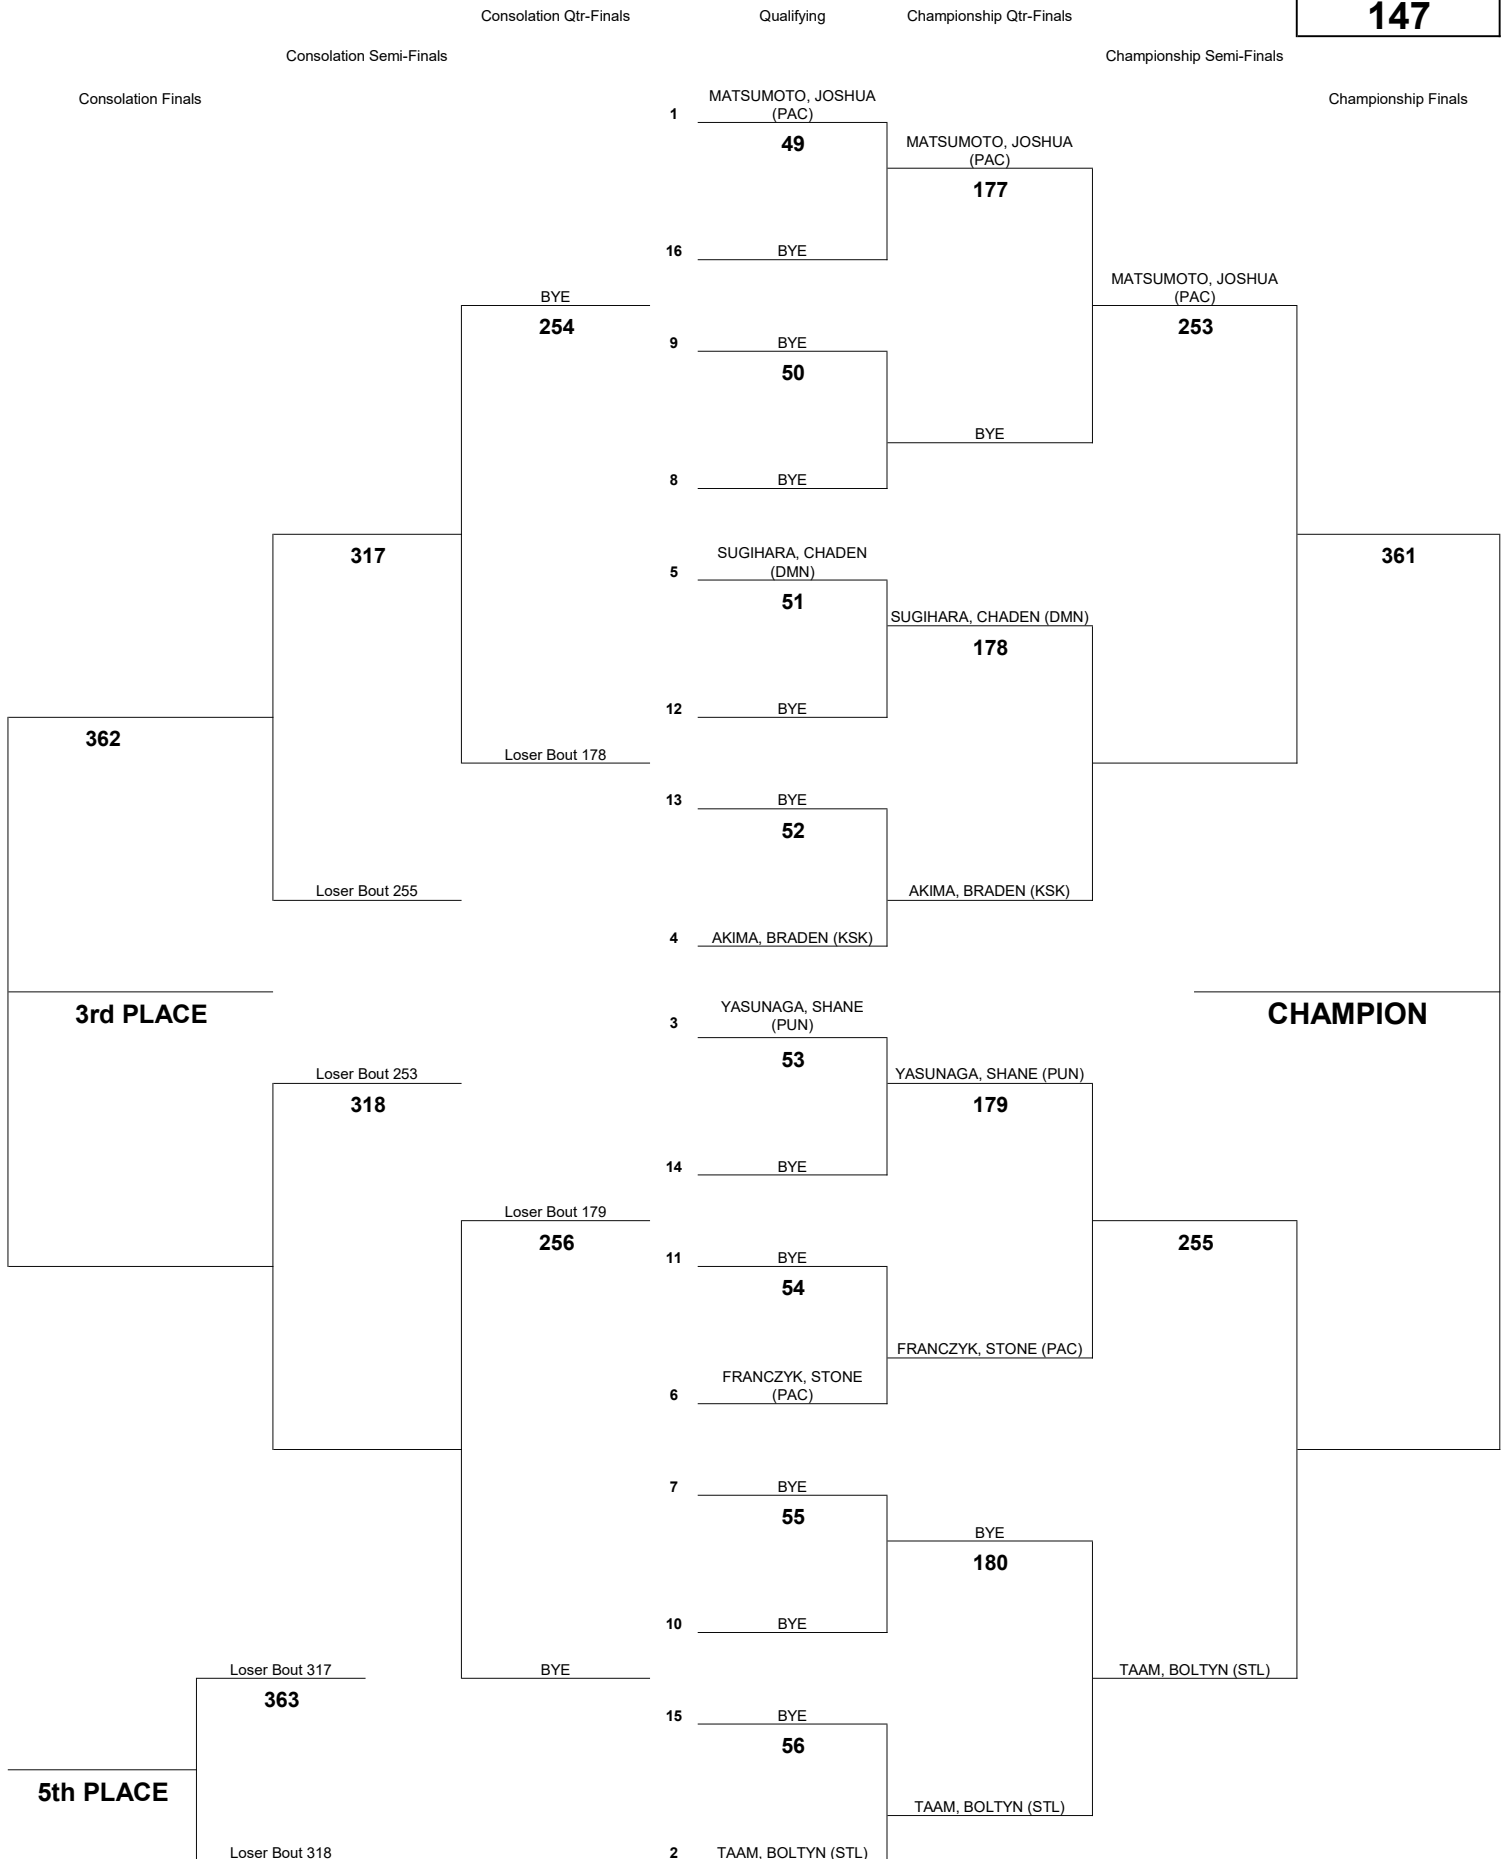 Consolation Qtr-Finals
Qualifying
Championship Qtr-Finals
147
Consolation Semi-Finals
Championship Semi-Finals
Consolation Finals
Championship Finals
1
MATSUMOTO, JOSHUA
(PAC)
49
MATSUMOTO, JOSHUA
(PAC)
177
16
BYE
MATSUMOTO, JOSHUA
(PAC)
253
BYE
254
9
BYE
50
BYE
8
BYE
317
361
5
SUGIHARA, CHADEN
(DMN)
51
SUGIHARA, CHADEN (DMN)
178
12
BYE
362
Loser Bout 178
13
BYE
52
Loser Bout 255
AKIMA, BRADEN (KSK)
4
AKIMA, BRADEN (KSK)
3rd PLACE
CHAMPION
3
YASUNAGA, SHANE
(PUN)
53
Loser Bout 253
318
YASUNAGA, SHANE (PUN)
179
14
BYE
Loser Bout 179
256
255
11
BYE
54
FRANCZYK, STONE (PAC)
6
FRANCZYK, STONE
(PAC)
7
BYE
55
BYE
180
10
BYE
Loser Bout 317
363
BYE
TAAM, BOLTYN (STL)
15
BYE
56
5th PLACE
TAAM, BOLTYN (STL)
Loser Bout 318
2
TAAM, BOLTYN (STL)